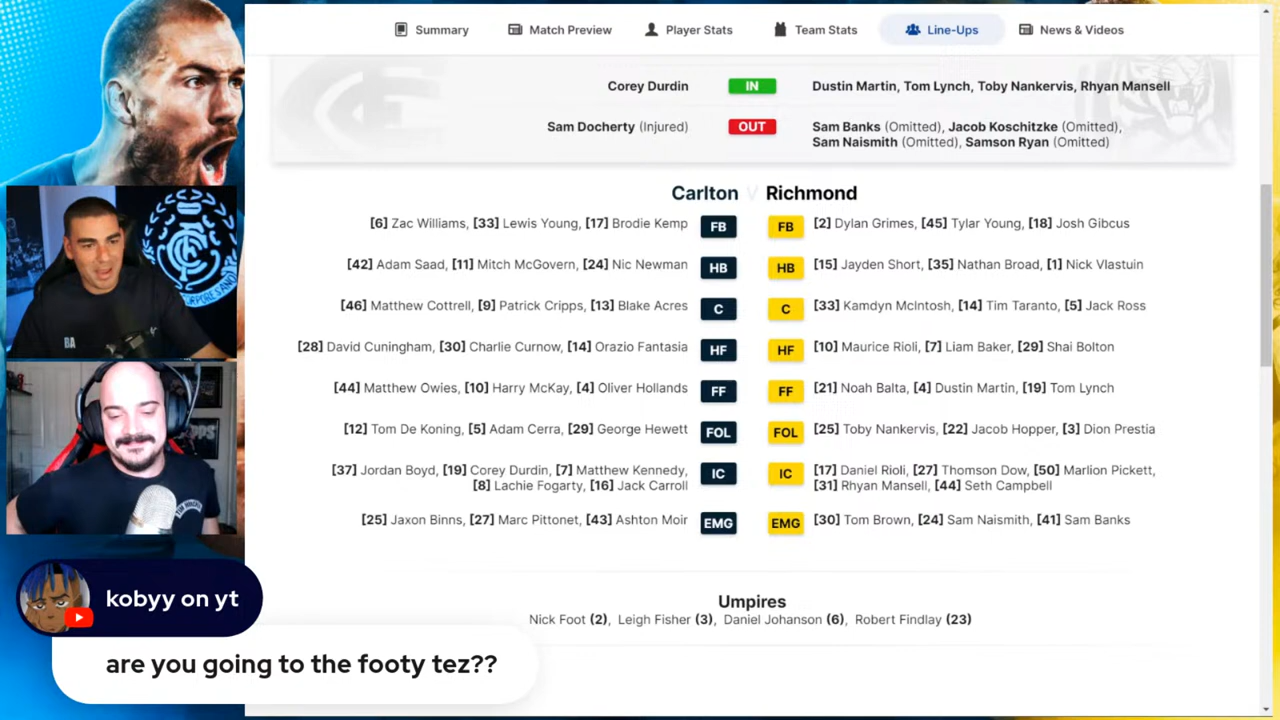 Summary
Match Preview
Player Stats
Team Stats
Line-Ups
News & Videos
Corey Durdin IN Dustin Martin, Tom Lynch, Toby Nankervis, Rhyan Mansell
Sam Docherty (Injured) OUT Sam Banks (Omitted), Jacob Koschitzke (Omitted),
Sam Naismith (Omitted), Samson Ryan (Omitted)
Carlton V Richmond
[6] Zac Williams, [33] Lewis Young, [17] Brodie Kemp FB FB [2] Dylan Grimes, [45] Tylar Young, [18] Josh Gibcus
[42] Adam Saad, [11] Mitch McGovern, [24] Nic Newman HB HB [15] Jayden Short, [35] Nathan Broad, [1] Nick Vlastuin
[46] Matthew Cottrell, [9] Patrick Cripps, [13] Blake Acres C C [33] Kamdyn McIntosh, [14] Tim Taranto, [5] Jack Ross
[28] David Cuningham, [30] Charlie Curnow, [14] Orazio Fantasia HF HF [10] Maurice Rioli, [7] Liam Baker, [29] Shai Bolton
[44] Matthew Owies, [10] Harry McKay, [4] Oliver Hollands FF FF [21] Noah Balta, [4] Dustin Martin, [19] Tom Lynch
[12] Tom De Koning, [5] Adam Cerra, [29] George Hewett FOL FOL [25] Toby Nankervis, [22] Jacob Hopper, [3] Dion Prestia
[37] Jordan Boyd, [19] Corey Durdin, [7] Matthew Kennedy, IC IC [17] Daniel Rioli, [27] Thomson Dow, [50] Marlion Pickett,
[8] Lachie Fogarty, [16] Jack Carroll [31] Rhyan Mansell, [44] Seth Campbell
[25] Jaxon Binns, [27] Marc Pittonet, [43] Ashton Moir EMG EMG [30] Tom Brown, [24] Sam Naismith, [41] Sam Banks
Umpires
Nick Foot (2), Leigh Fisher (3), Daniel Johanson (6), Robert Findlay (23)
BA
kobyy on yt
are you going to the footy tez??